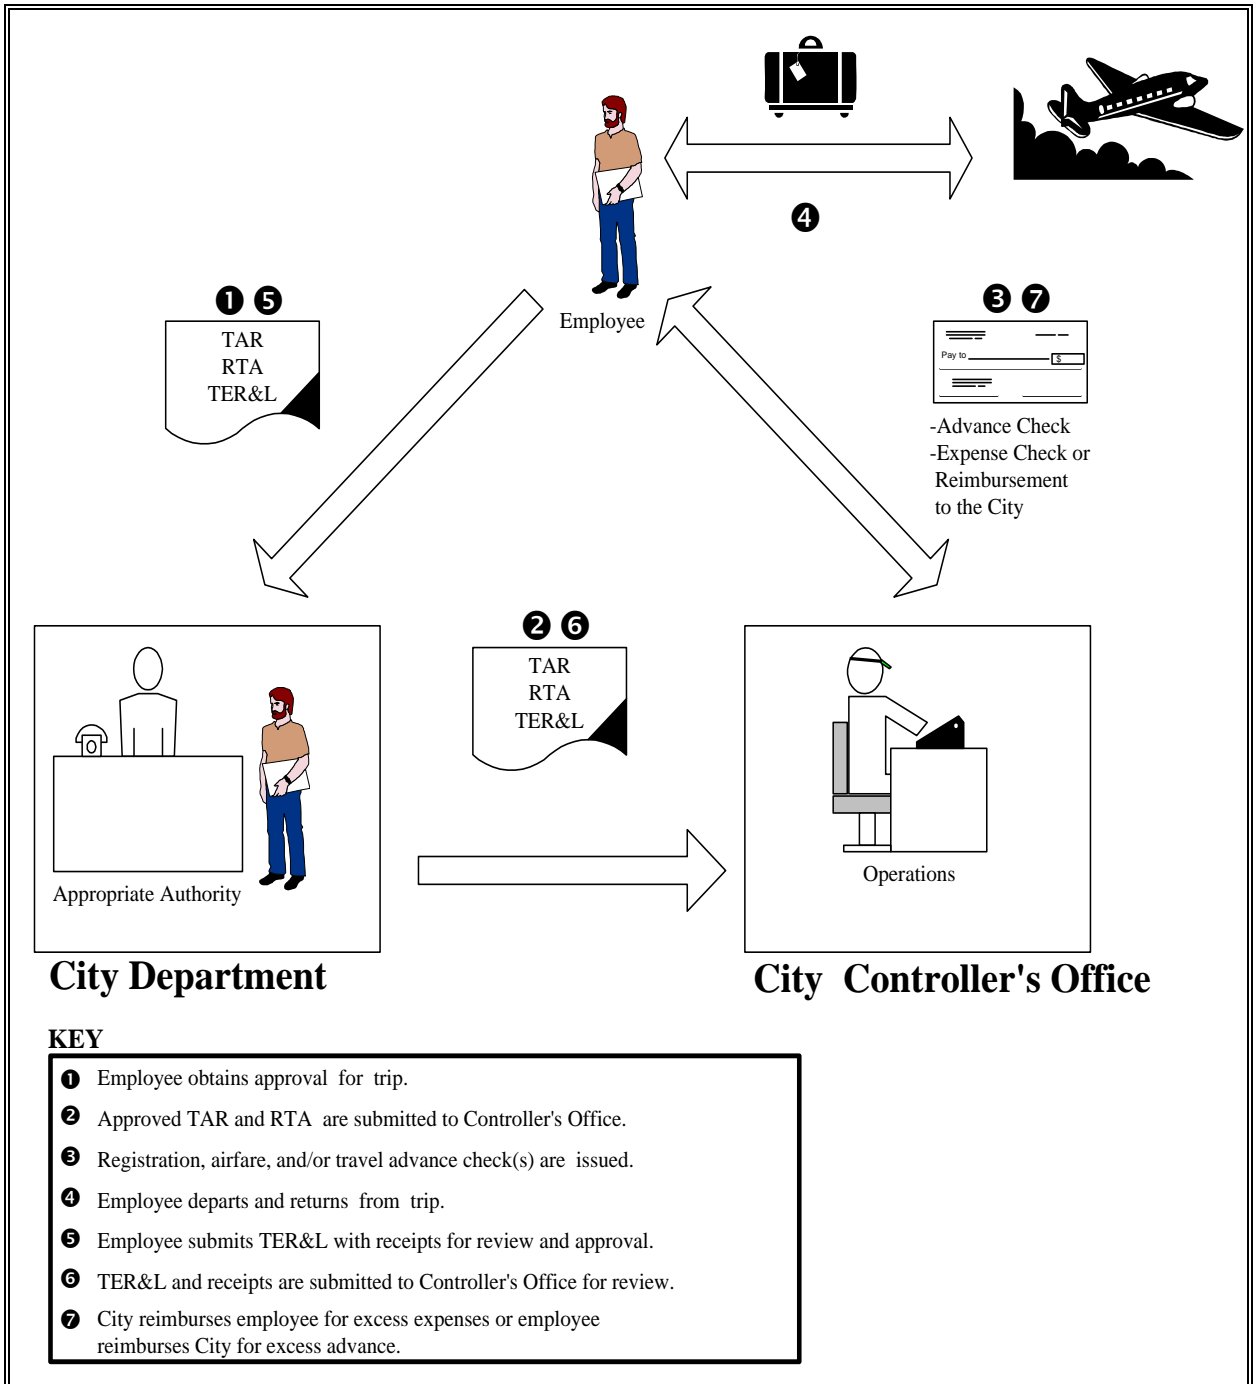 ❹
❶ ❺
TAR
RTA
TER&L
Employee
❸ ❼
Pay to
$
-Advance Check
-Expense Check or
Reimbursement
to the City
❷ ❻
TAR
RTA
TER&L
Appropriate Authority
Operations
City Department
City Controller's Office
KEY
❶ Employee obtains approval for trip.
❷ Approved TAR and RTA are submitted to Controller's Office.
❸ Registration, airfare, and/or travel advance check(s) are issued.
❹ Employee departs and returns from trip.
❺ Employee submits TER&L with receipts for review and approval.
❻ TER&L and receipts are submitted to Controller's Office for review.
❼ City reimburses employee for excess expenses or employee
reimburses City for excess advance.